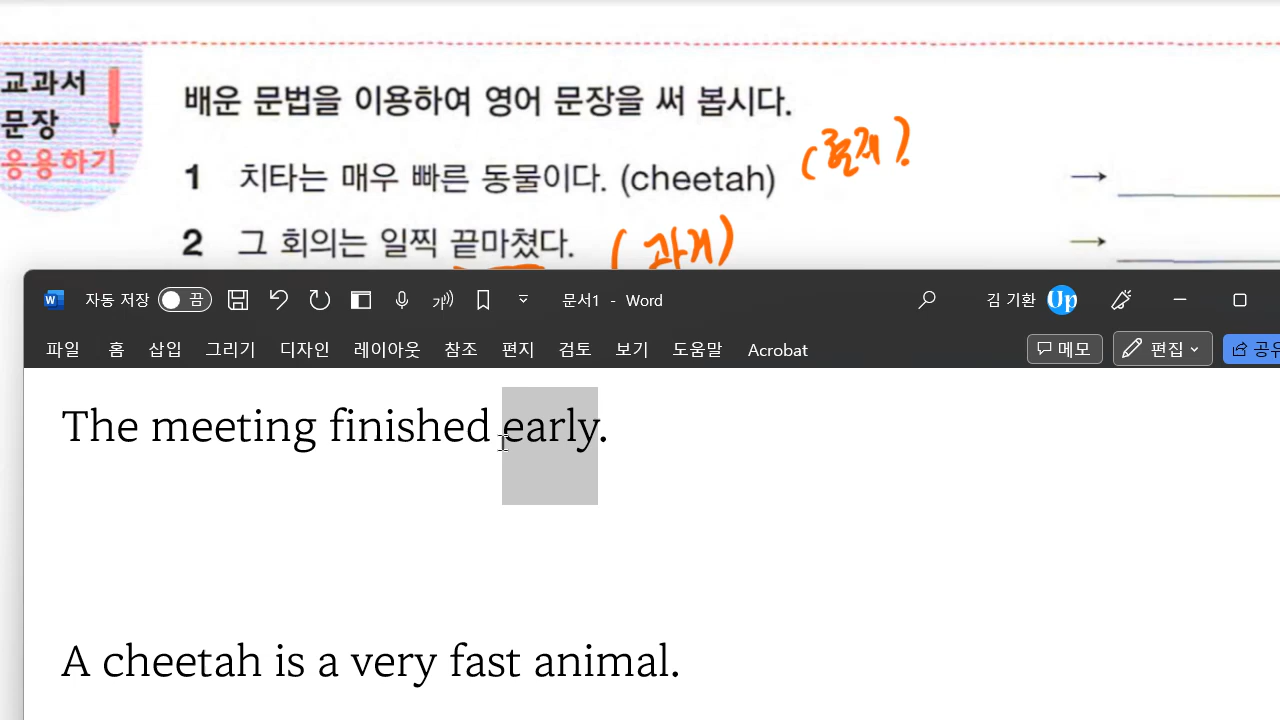 교과서
문장
응용하기
배운 문법을 이용하여 영어 문장을 써 봅시다.
1 치타는 매우 빠른 동물이다. (cheetah) →
2 그 회의는 일찍 끝마쳤다. (과거) →
자동 저장 끔 가 문서1 - Word 김 기환 Up
파일 홈 삽입 그리기 디자인 레이아웃 참조 편지 검토 보기 도움말 Acrobat 메모 편집 공유
The meeting finished early.
A cheetah is a very fast animal.